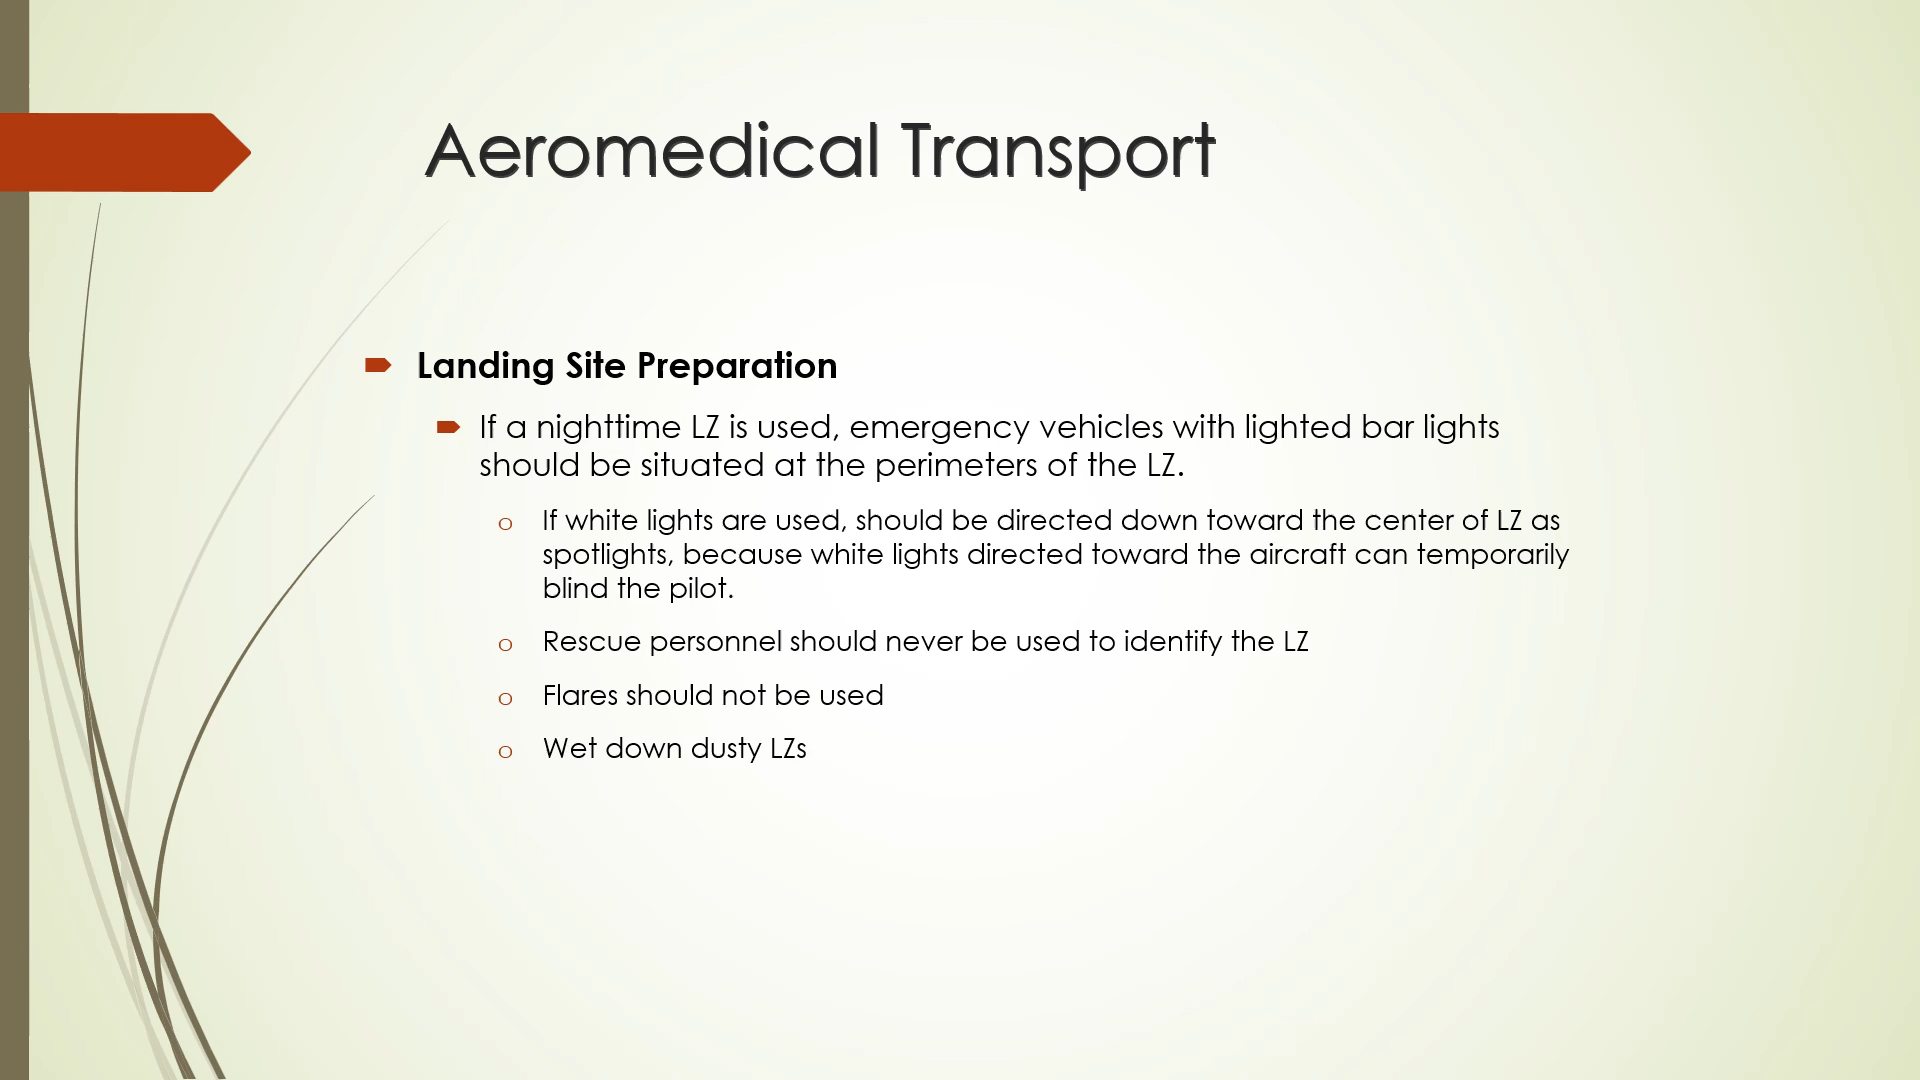 Aeromedical Transport
Landing Site Preparation
If a nighttime LZ is used, emergency vehicles with lighted bar lights
should be situated at the perimeters of the LZ.
o If white lights are used, should be directed down toward the center of LZ as
spotlights, because white lights directed toward the aircraft can temporarily
blind the pilot.
o Rescue personnel should never be used to identify the LZ
o Flares should not be used
o Wet down dusty LZs